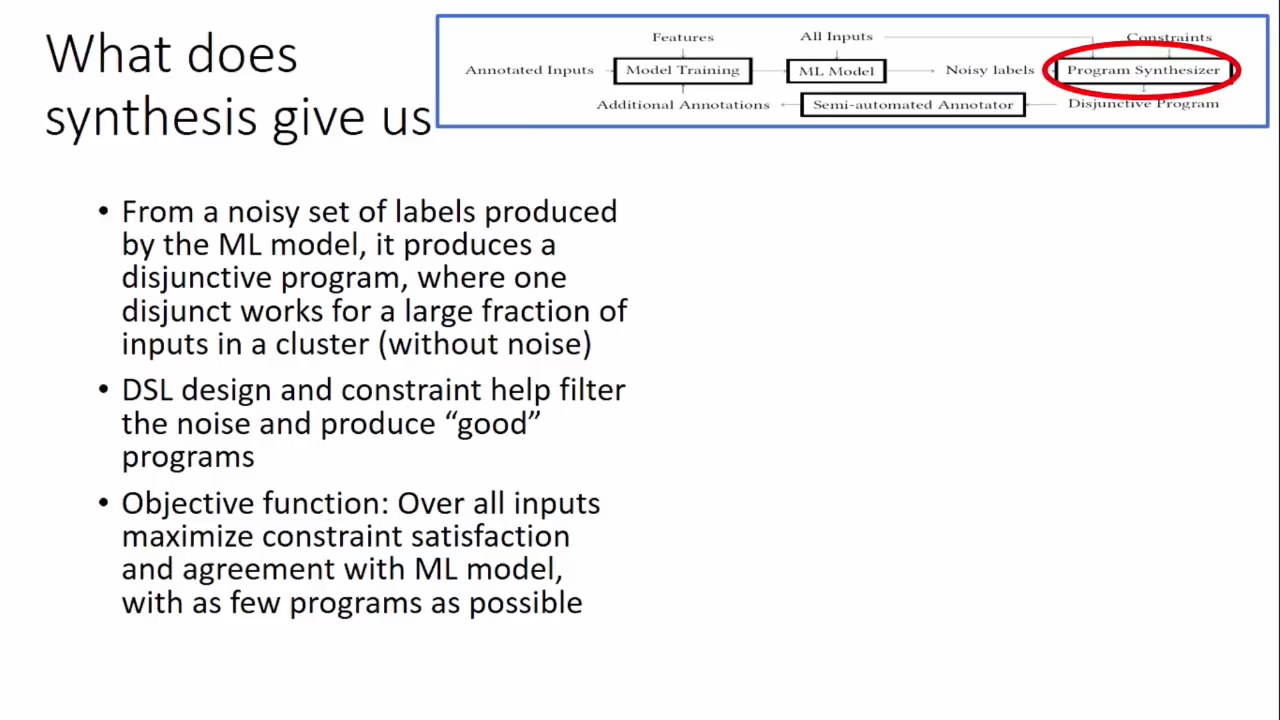 What does
synthesis give us
Features
All Inputs
Constraints
Annotated Inputs
Model Training
ML Model
Noisy labels
Program Synthesizer
Additional Annotations
Semi-automated Annotator
Disjunctive Program
• From a noisy set of labels produced
by the ML model, it produces a
disjunctive program, where one
disjunct works for a large fraction of
inputs in a cluster (without noise)
• DSL design and constraint help filter
the noise and produce “good”
programs
• Objective function: Over all inputs
maximize constraint satisfaction
and agreement with ML model,
with as few programs as possible